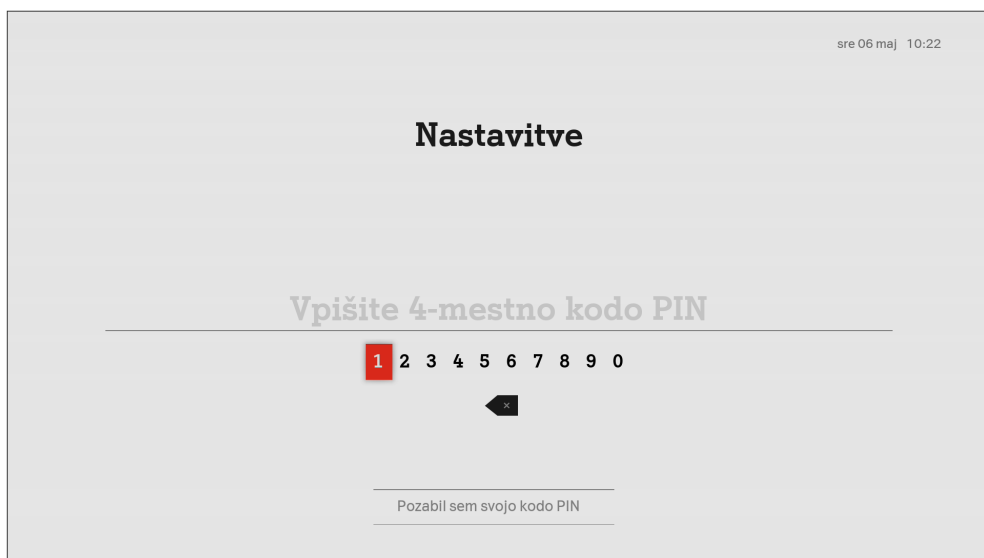 sre 06 maj 10:22
Nastavitve
Vpišite 4-mestno kodo PIN
1 2 3 4 5 6 7 8 9 0
×
Pozabil sem svojo kodo PIN